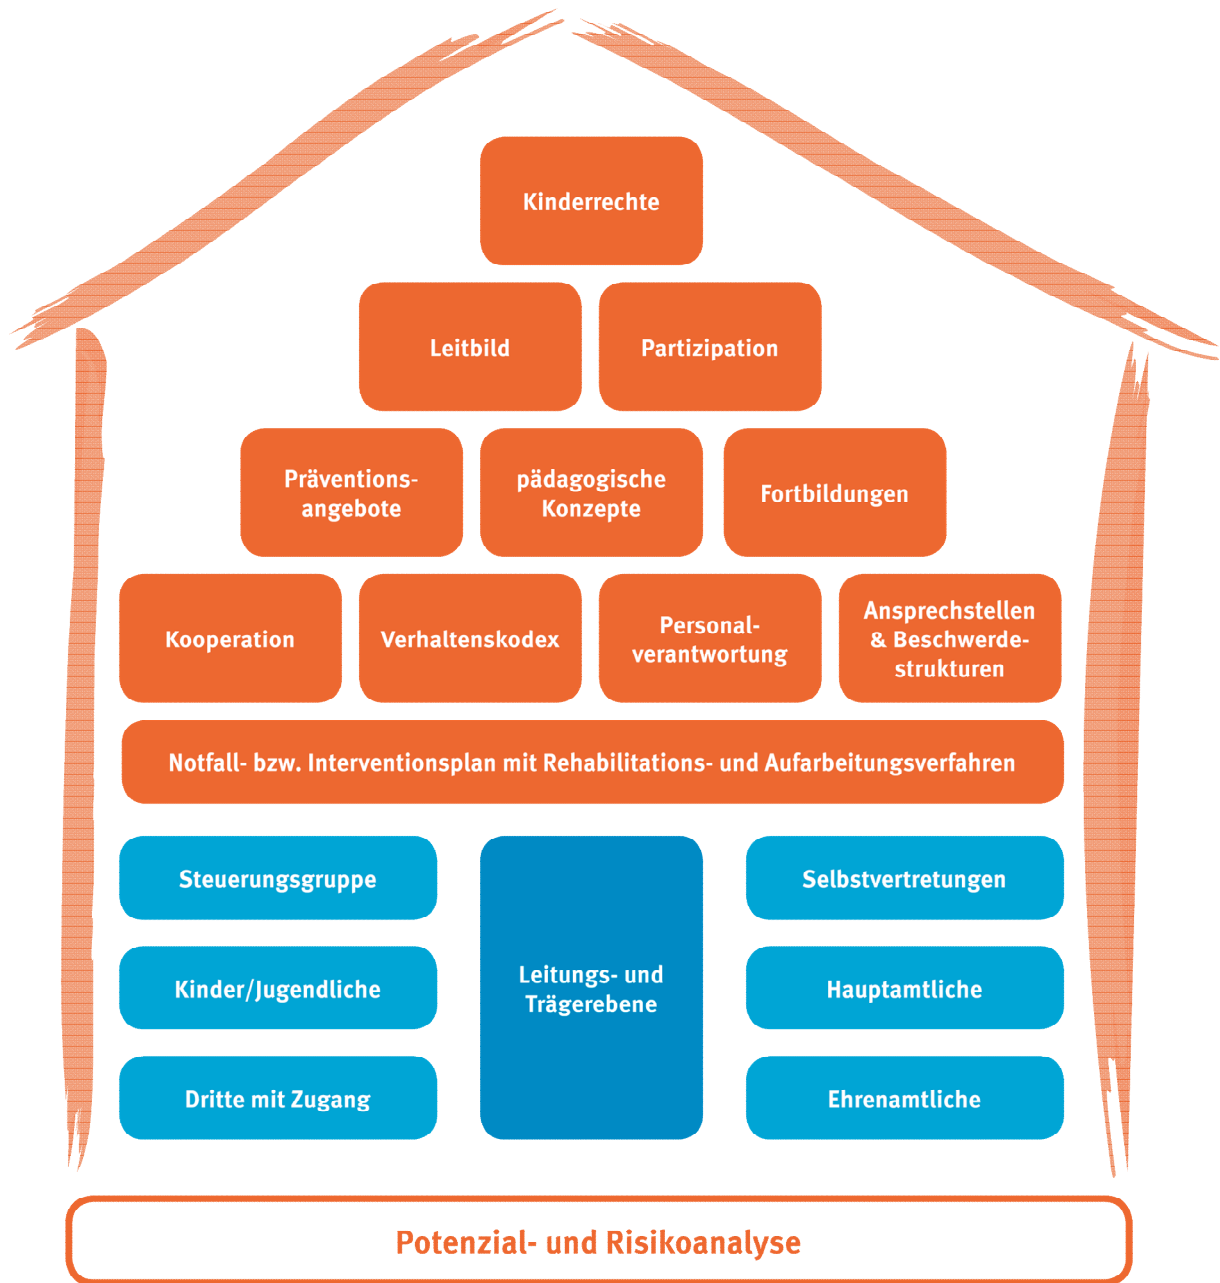 Kinderrechte
Leitbild
Partizipation
Präventions-
angebote
pädagogische
Konzepte
Fortbildungen
Kooperation
Verhaltenskodex
Personal-
verantwortung
Ansprechstellen
& Beschwerde-
strukturen
Notfall- bzw. Interventionsplan mit Rehabilitations- und Aufarbeitungsverfahren
Steuerungsgruppe
Leitungs- und
Trägerebene
Selbstvertretungen
Kinder/Jugendliche
Hauptamtliche
Dritte mit Zugang
Ehrenamtliche
Potenzial- und Risikoanalyse